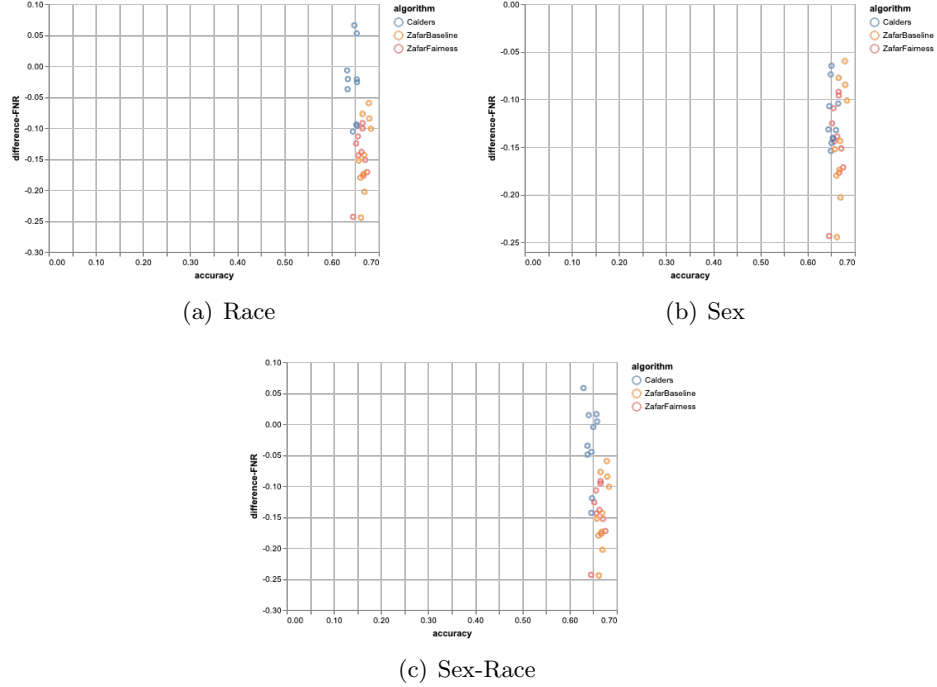 algorithm
Calders
ZafarBaseline
ZafarFairness
0.10
0.05
0.00
-0.05
-0.10
-0.15
-0.20
-0.25
-0.30
difference-FNR
0.00 0.10 0.20 0.30 0.40 0.50 0.60 0.70
accuracy
(a) Race
algorithm
Calders
ZafarBaseline
ZafarFairness
0.00
-0.05
-0.10
-0.15
-0.20
-0.25
difference-FNR
0.00 0.10 0.20 0.30 0.40 0.50 0.60 0.70
accuracy
(b) Sex
algorithm
Calders
ZafarBaseline
ZafarFairness
0.10
0.05
0.00
-0.05
-0.10
-0.15
-0.20
-0.25
-0.30
difference-FNR
0.00 0.10 0.20 0.30 0.40 0.50 0.60 0.70
accuracy
(c) Sex-Race